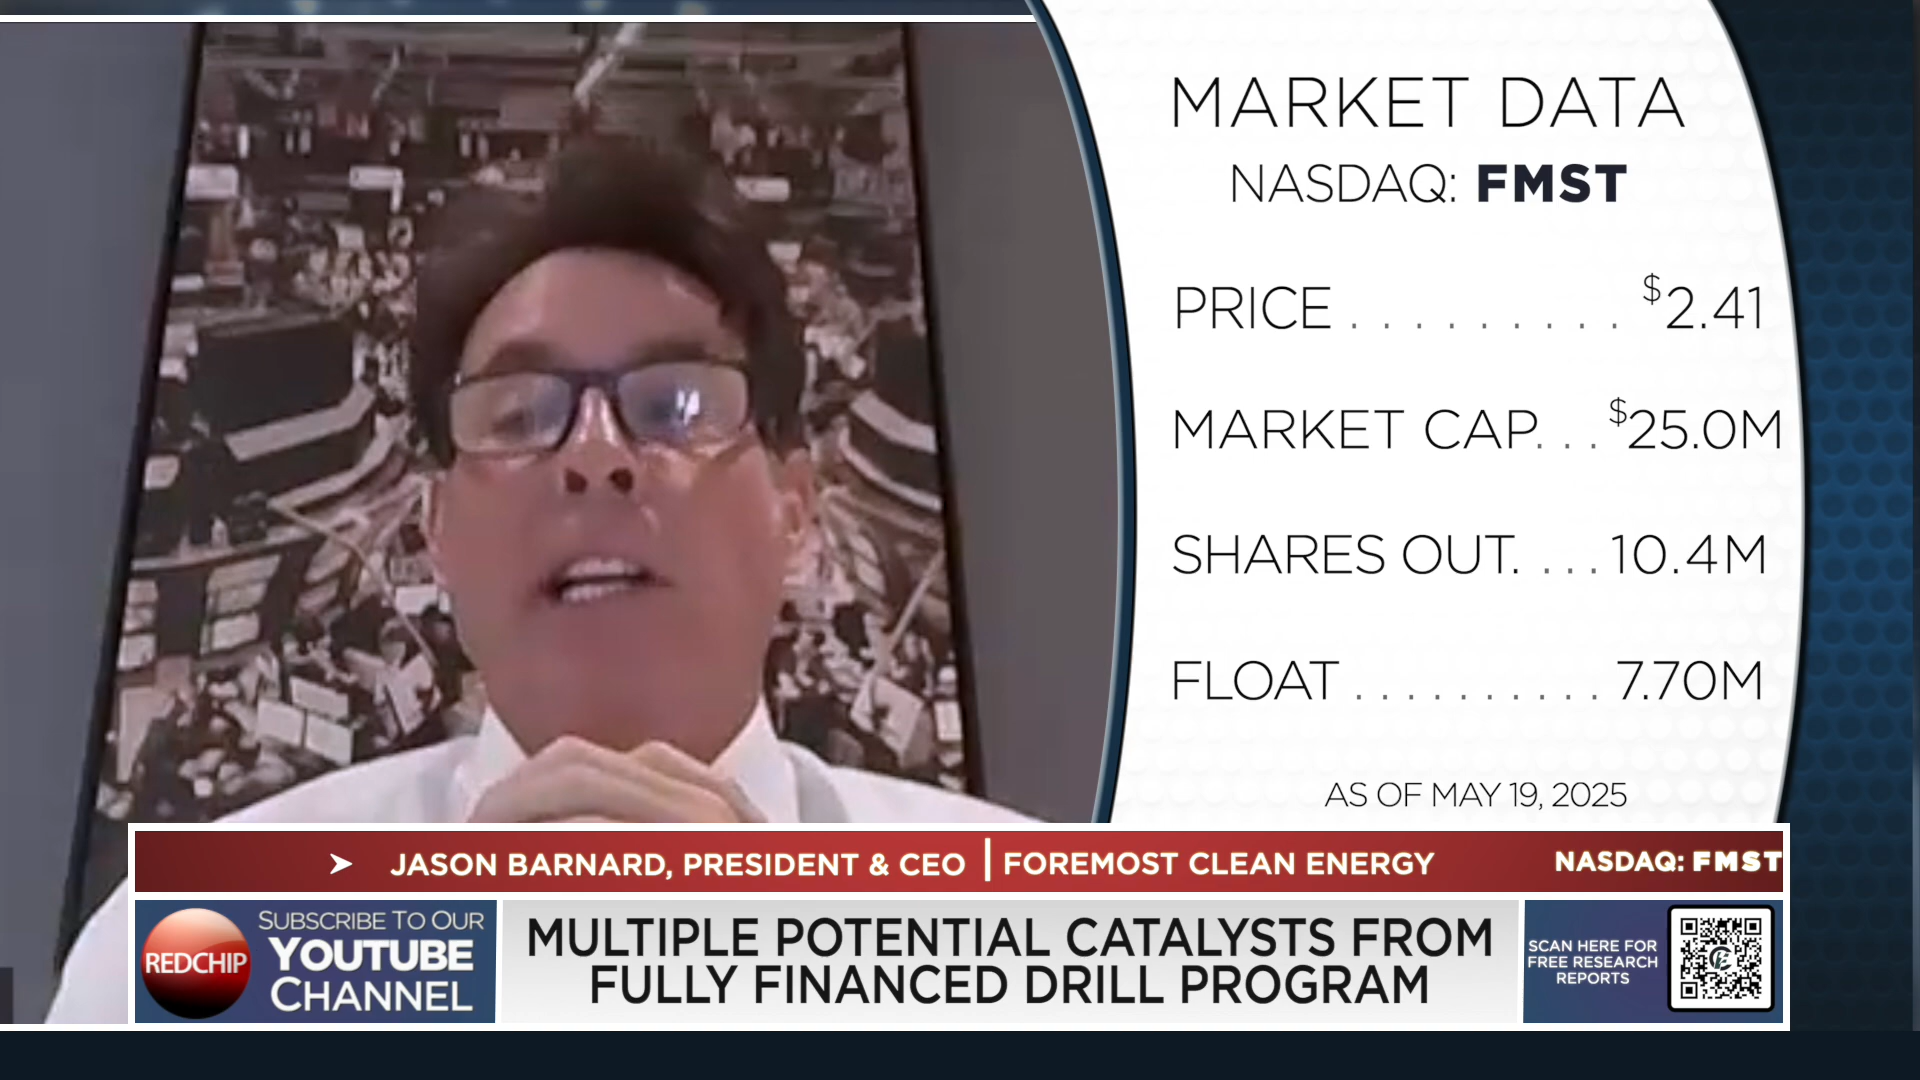 MARKET DATA
NASDAQ: FMST
PRICE . . . . . . . . . . $2.41
MARKET CAP. . . $25.0M
SHARES OUT. . . . 10.4M
FLOAT . . . . . . . . . . 7.70M
AS OF MAY 19, 2025
➤ JASON BARNARD, PRESIDENT & CEO | FOREMOST CLEAN ENERGY NASDAQ: FMST
REDCHIP
SUBSCRIBE TO OUR
YOUTUBE
CHANNEL
MULTIPLE POTENTIAL CATALYSTS FROM
FULLY FINANCED DRILL PROGRAM
SCAN HERE FOR
FREE RESEARCH
REPORTS